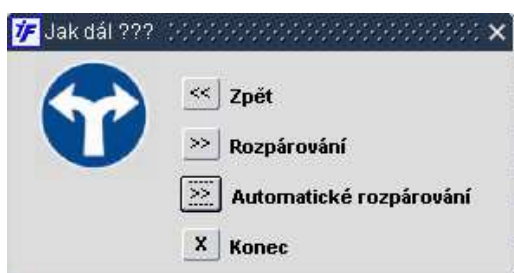 Jak dál ???
<< Zpět
>> Rozpárování
>> Automatické rozpárování
X Konec